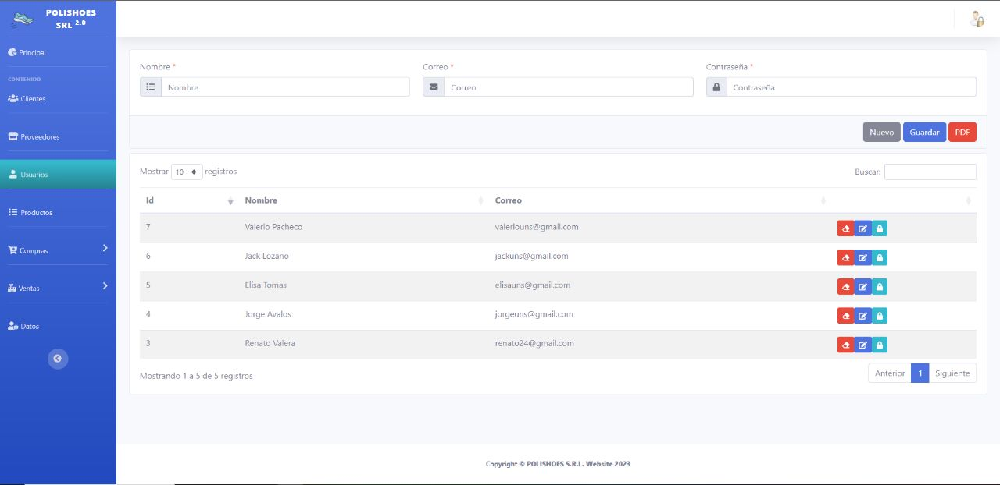 POLISHOES
SRL 2.0
Principal
CONTENIDO
Clientes
Proveedores
Usuarios
Productos
Compras
Ventas
Datos
Nombre * Correo * Contraseña *
Nombre Correo Contraseña
Nuevo Guardar PDF
Mostrar 10 registros Buscar:
Id Nombre Correo
7 Valerio Pacheco valeriouns@gmail.com
6 Jack Lozano jackuns@gmail.com
5 Elisa Tomas elisauns@gmail.com
4 Jorge Avalos jorgeuns@gmail.com
3 Renato Valera renato24@gmail.com
Mostrando 1 a 5 de 5 registros Anterior 1 Siguiente
Copyright © POLISHOES S.R.L. Website 2023